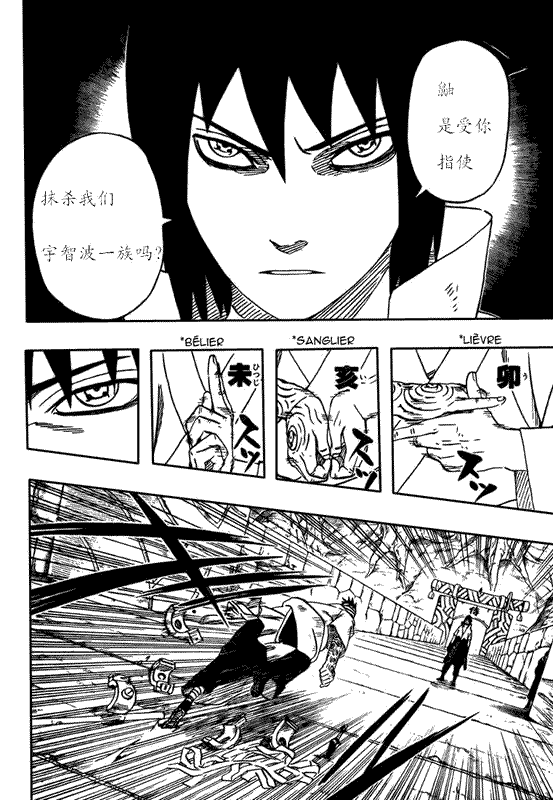 鼬
是受你
指使
抹杀我们
宇智波一族吗?
*LIÈVRE
卯
う
スッ
*SANGLIER
亥
い
スッ
*BÉLIER
未
ひつじ
スッ